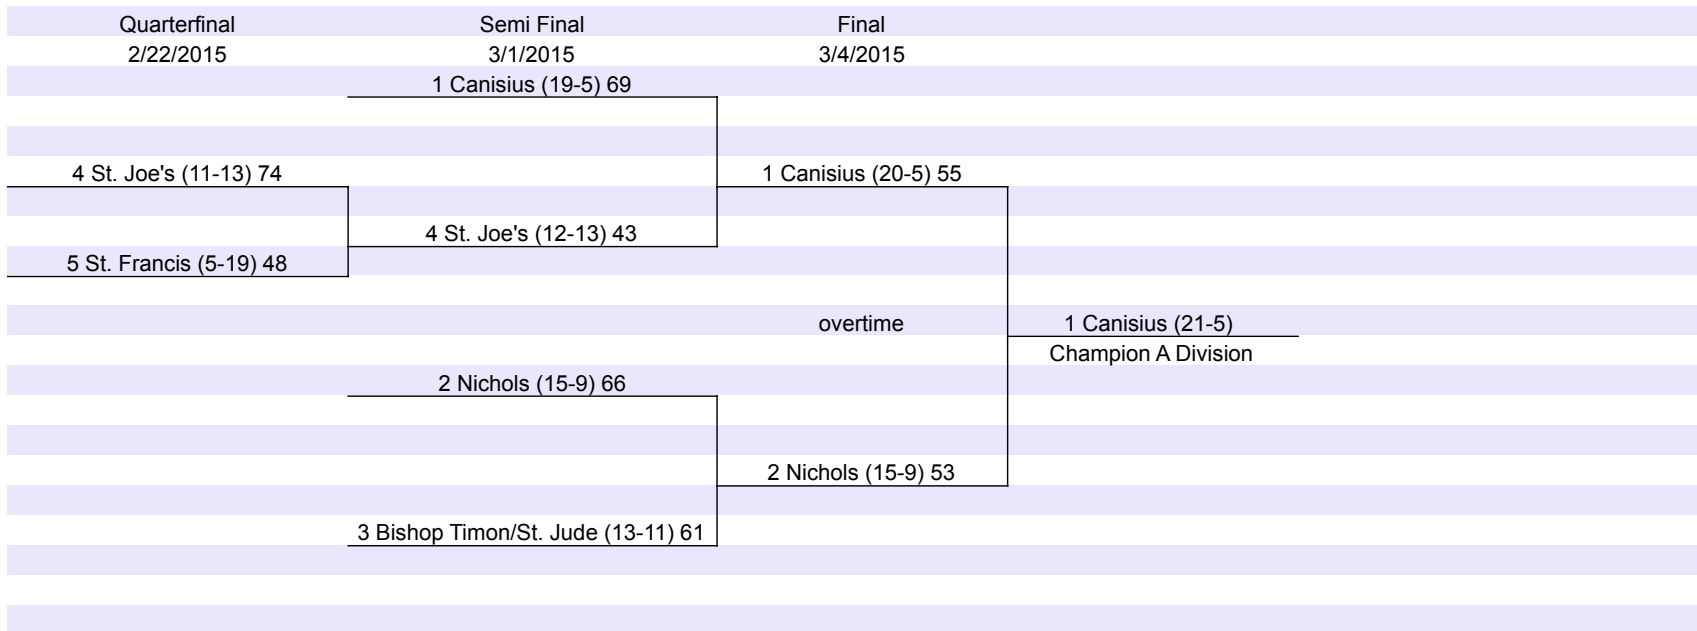 Quarterfinal Semi Final Final
2/22/2015 3/1/2015 3/4/2015
1 Canisius (19-5) 69
4 St. Joe's (11-13) 74 1 Canisius (20-5) 55
4 St. Joe's (12-13) 43
5 St. Francis (5-19) 48
overtime 1 Canisius (21-5)
Champion A Division
2 Nichols (15-9) 66
2 Nichols (15-9) 53
3 Bishop Timon/St. Jude (13-11) 61